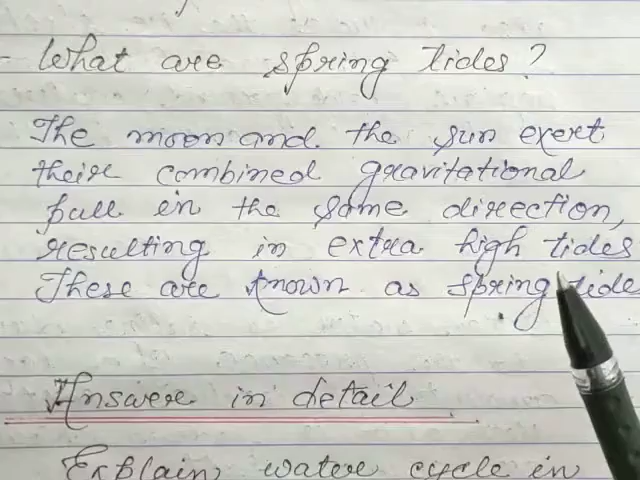 - What are spring tides?
The moon and the sun exert
their combined gravitational
pull in the same direction,
resulting in extra high tides
These are known as spring tide
Answer in detail
Explain water cycle in